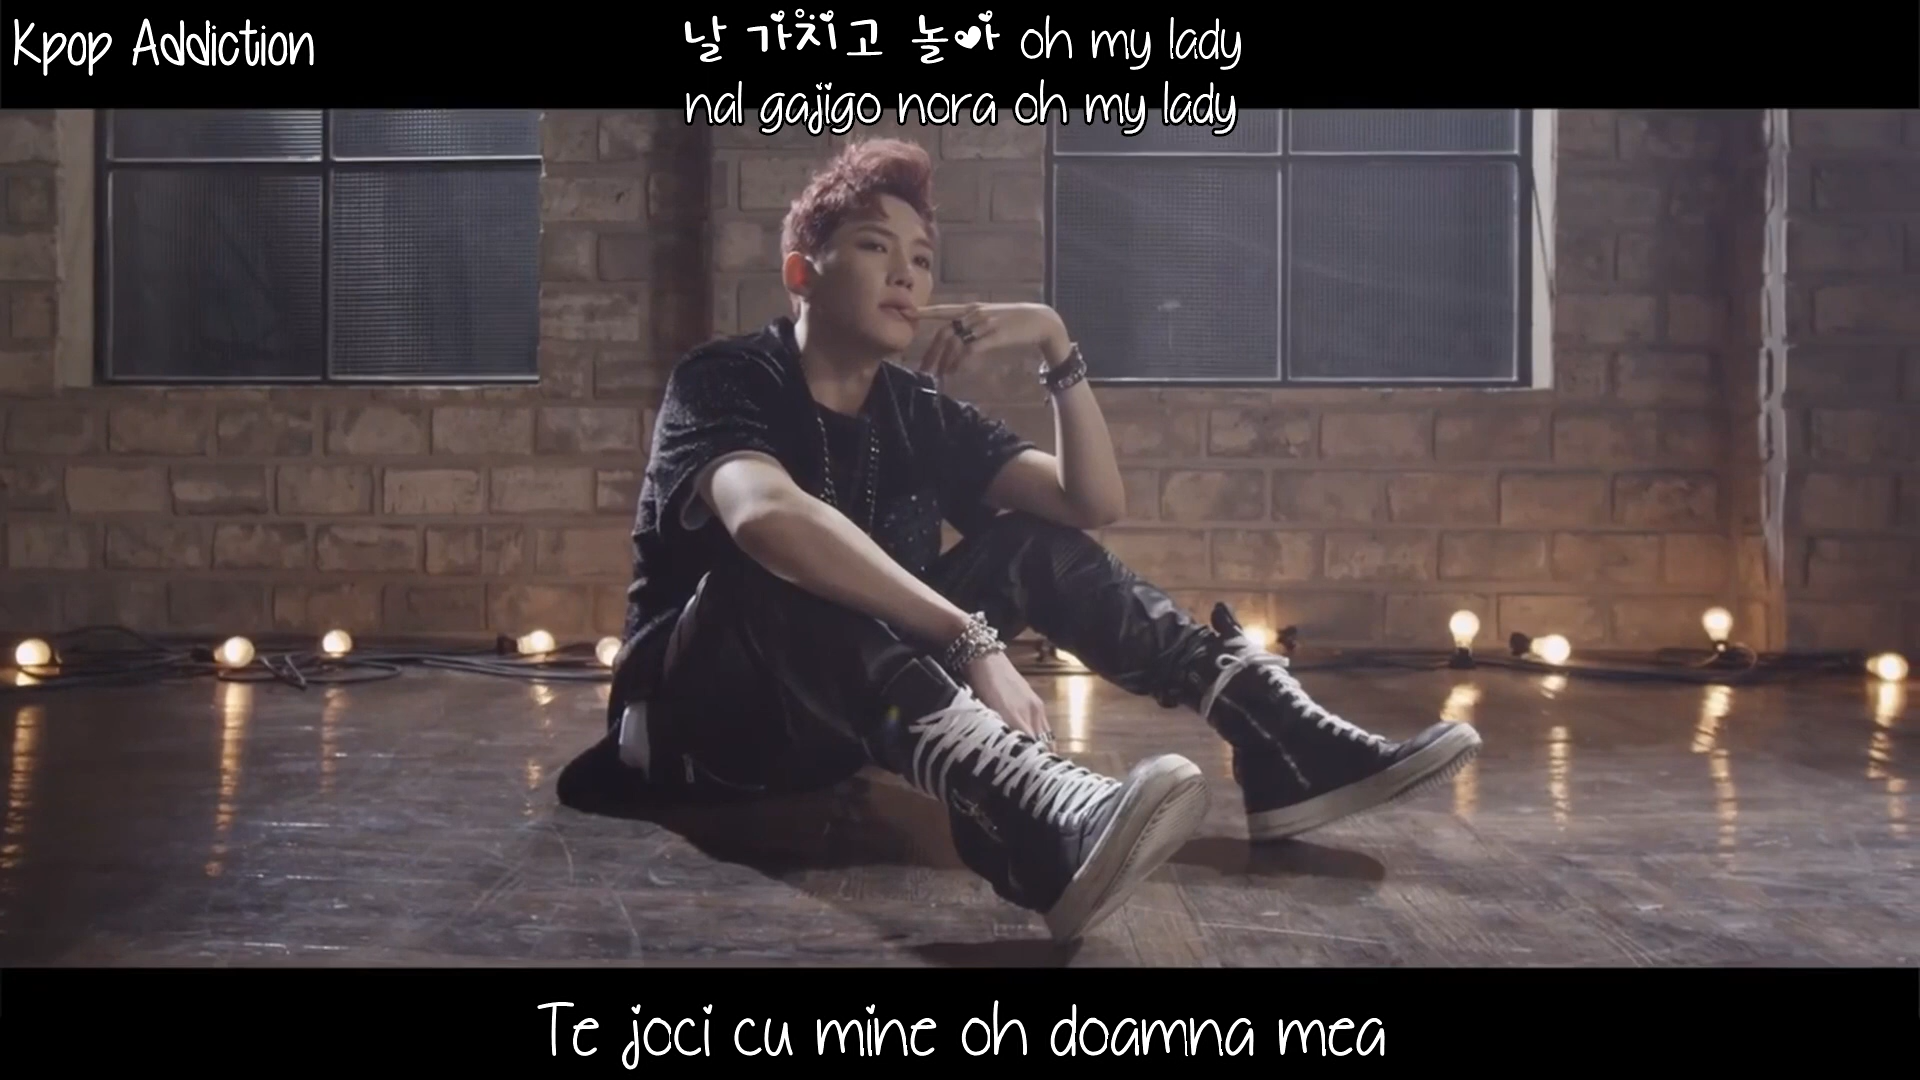 Kpop Addiction
날 가치고 놀아 oh my lady
nal gajigo nora oh my lady
Te joci cu mine oh doamna mea